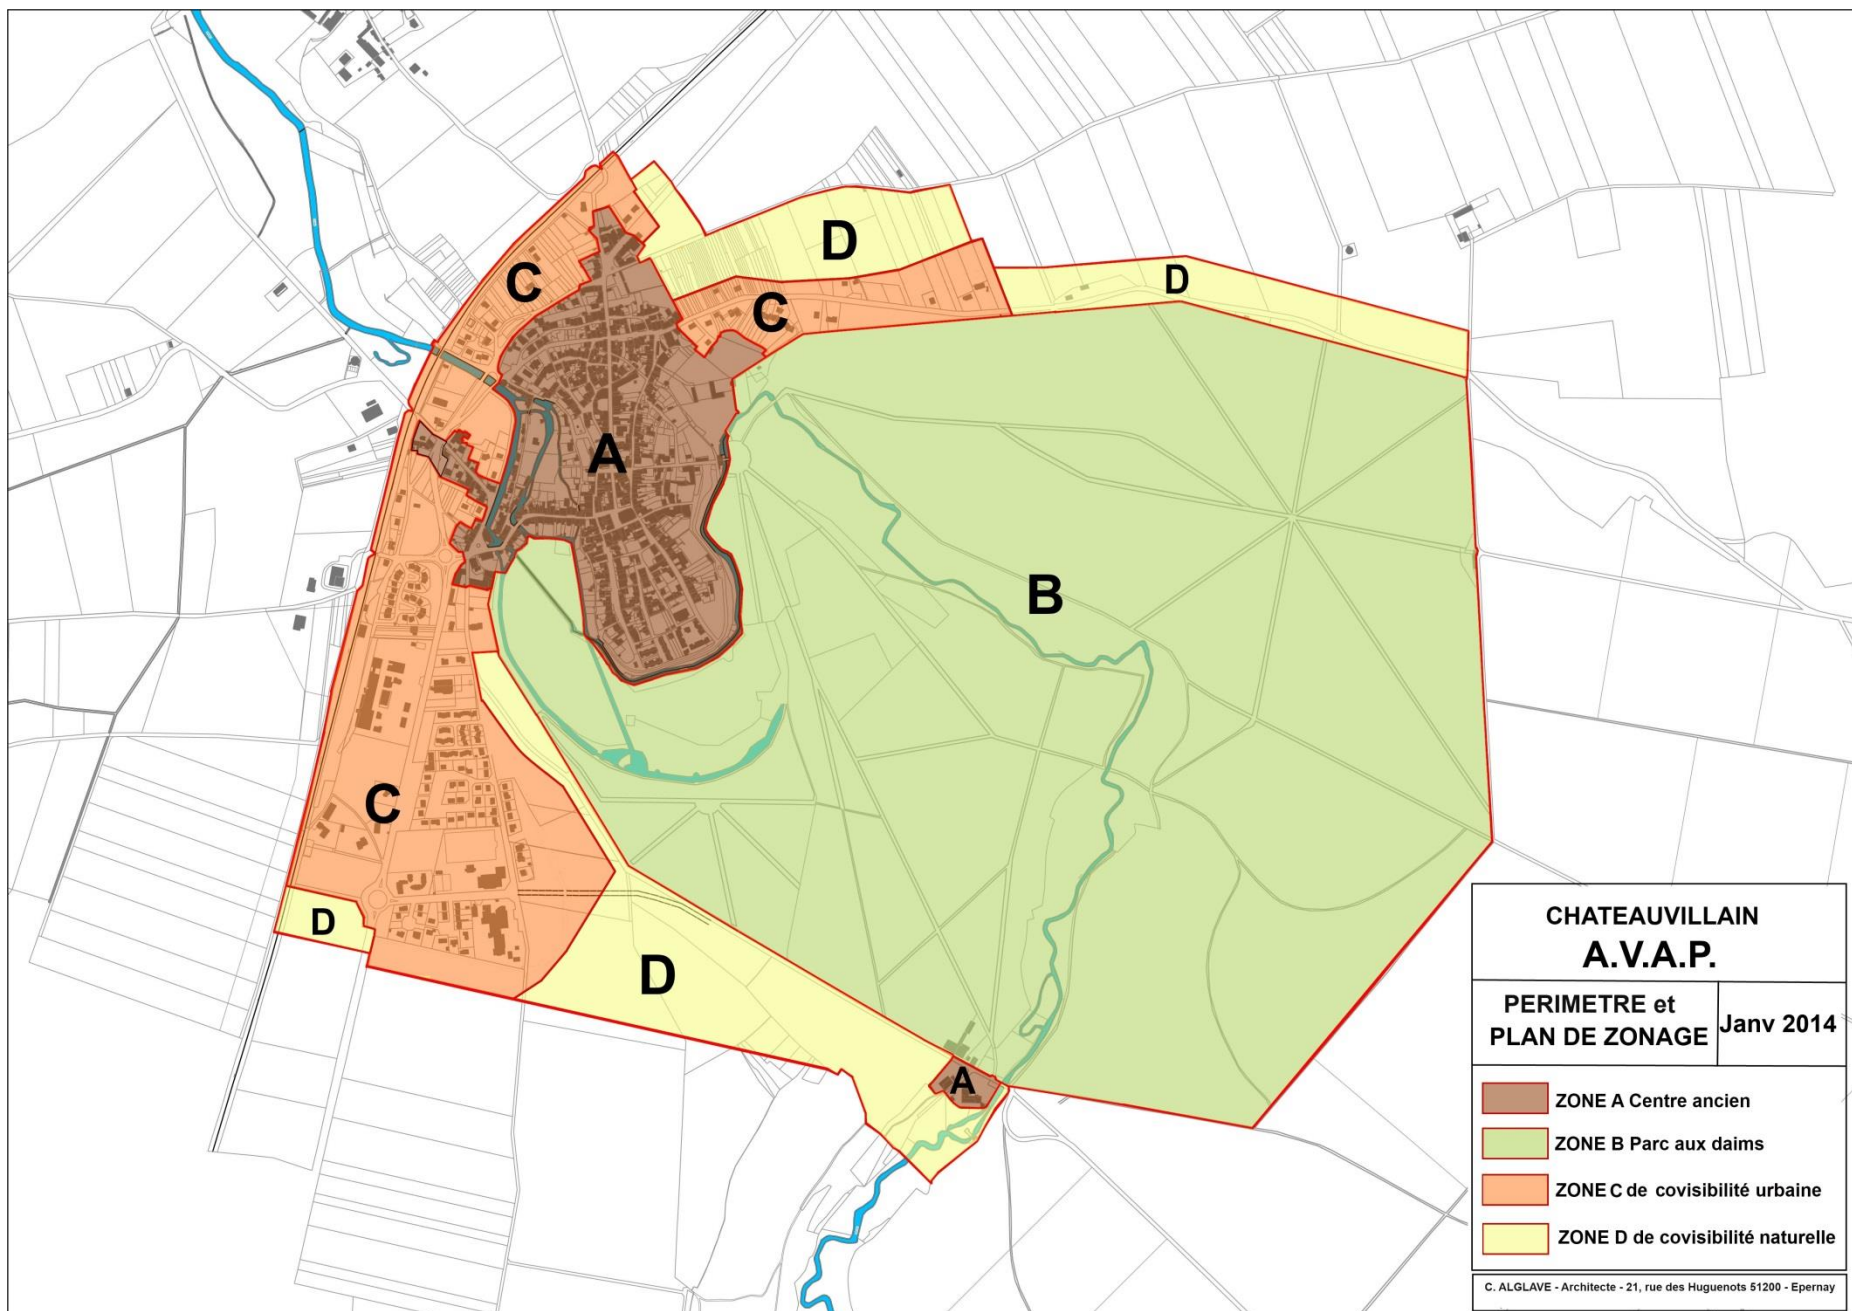 D
C
D
C
A
B
C
D
D
A
CHATEAUVILLAIN
A.V.A.P.
PERIMETRE et
PLAN DE ZONAGE
Janv 2014
ZONE A Centre ancien
ZONE B Parc aux daims
ZONE C de covisibilité urbaine
ZONE D de covisibilité naturelle
C. ALGLAVE - Architecte - 21, rue des Huguenots 51200 - Epernay